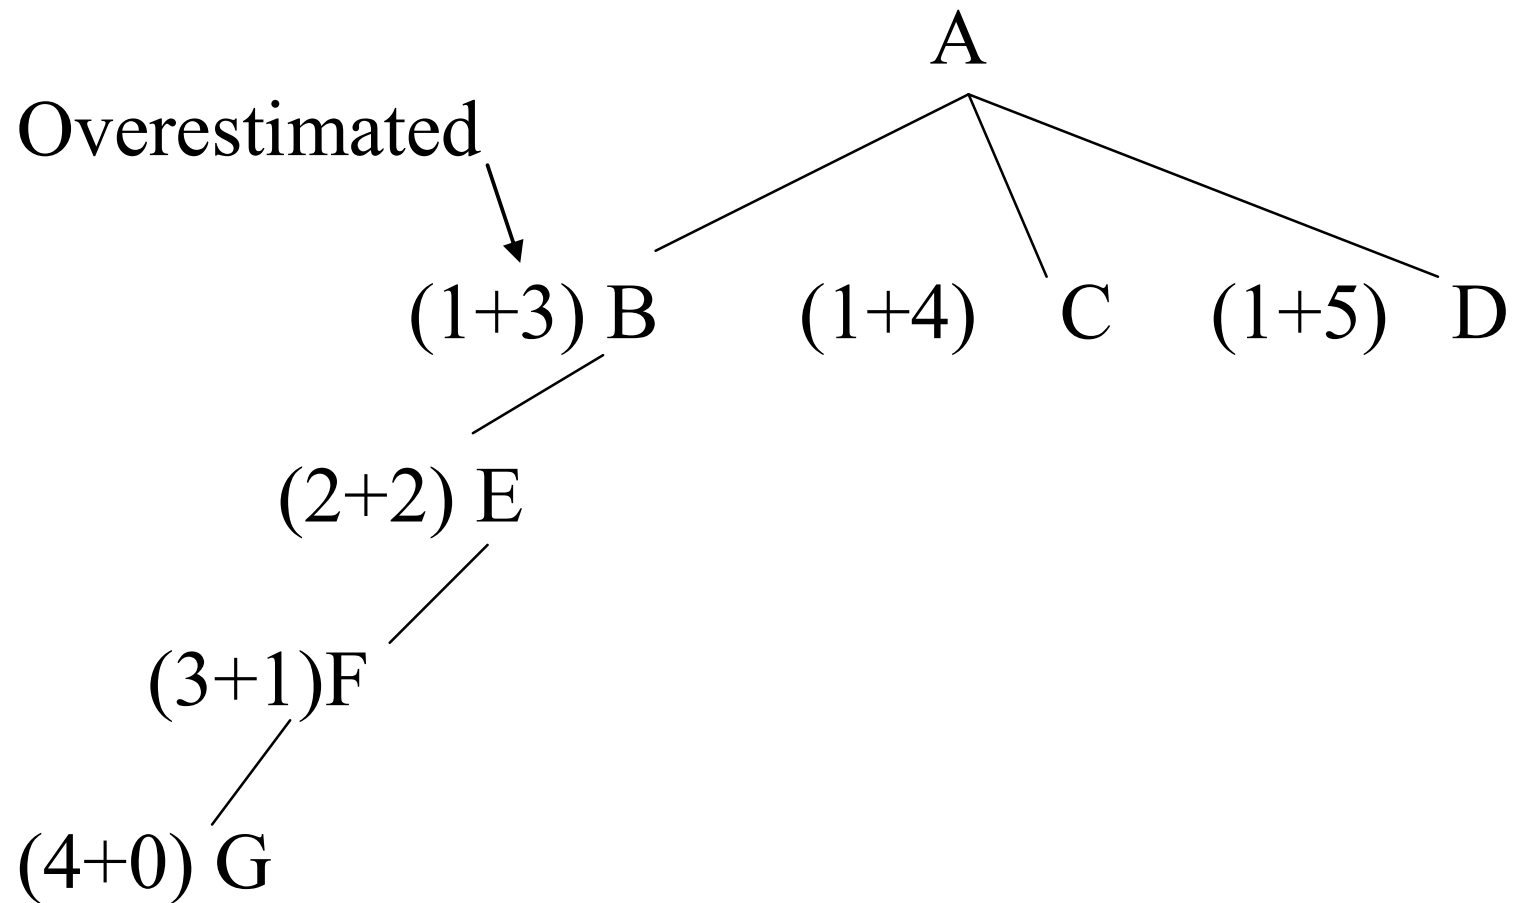 A
Overestimated
(1+3) B (1+4) C (1+5) D
(2+2) E
(3+1)F
(4+0) G